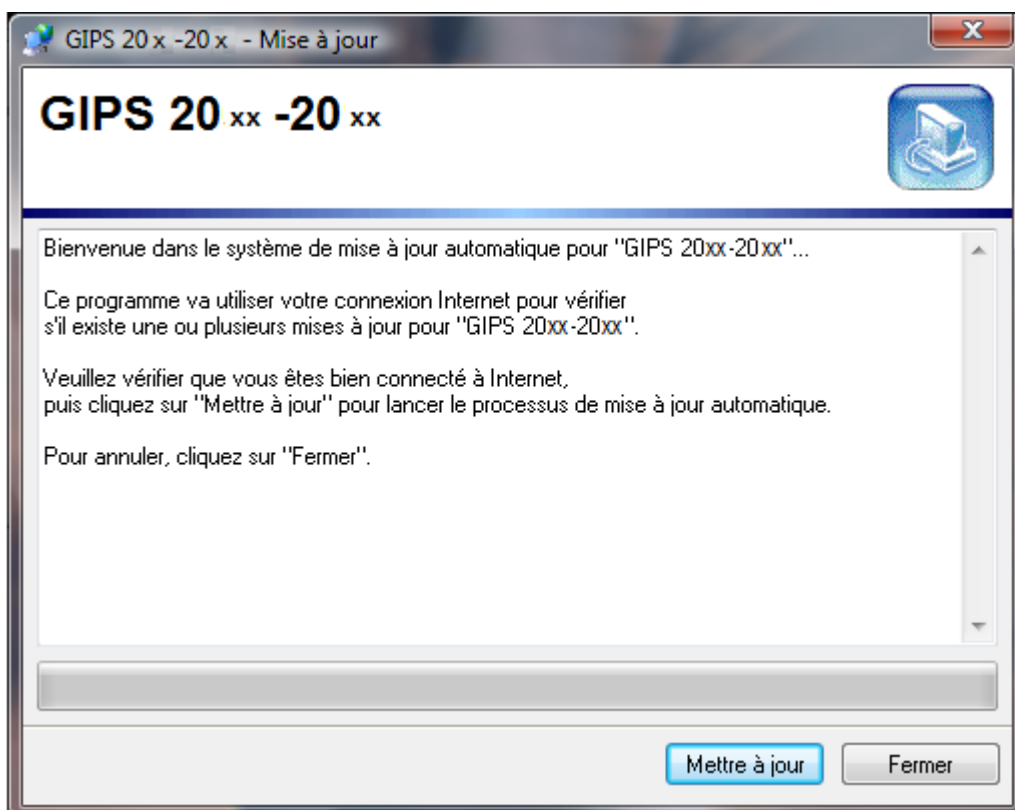 GIPS 20 x -20 x - Mise à jour
GIPS 20 xx -20 xx
Bienvenue dans le système de mise à jour automatique pour "GIPS 20xx-20xx"...
Ce programme va utiliser votre connexion Internet pour vérifier
s'il existe une ou plusieurs mises à jour pour "GIPS 20xx-20xx".
Veuillez vérifier que vous êtes bien connecté à Internet,
puis cliquez sur "Mettre à jour" pour lancer le processus de mise à jour automatique.
Pour annuler, cliquez sur "Fermer".
Mettre à jour
Fermer